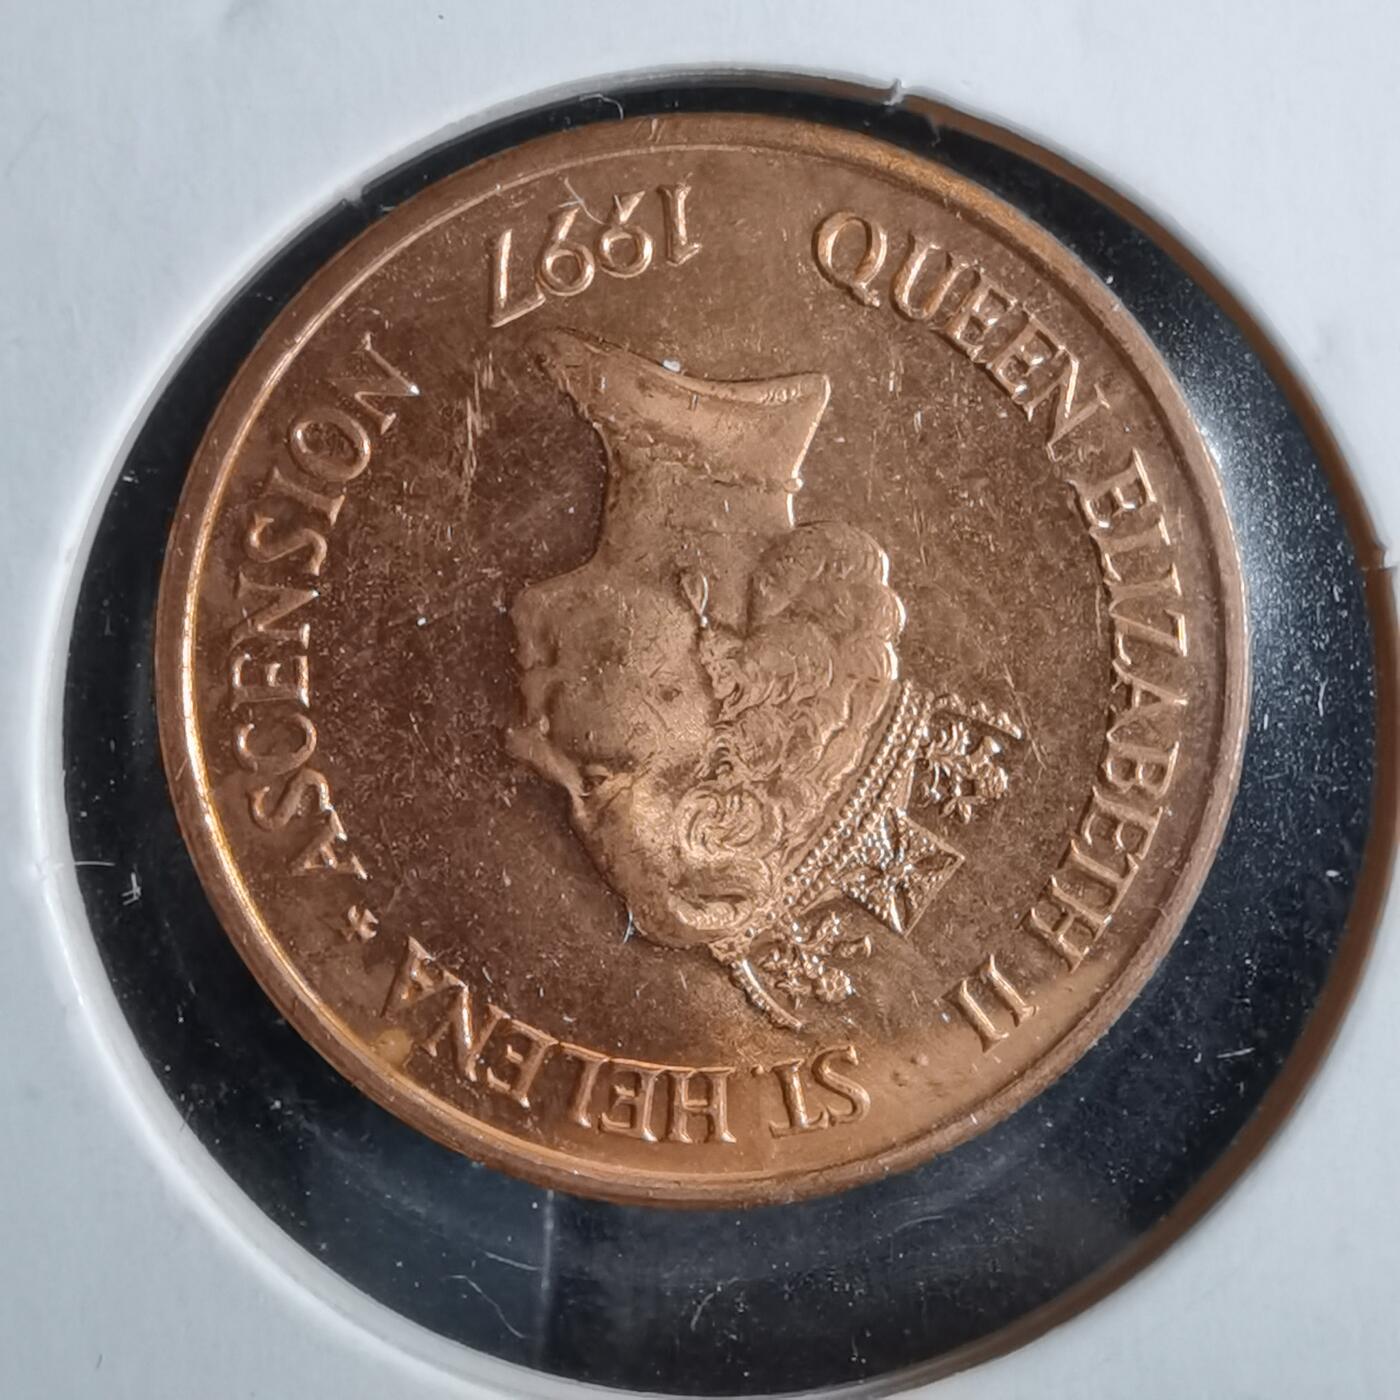 QUEEN·ELIZABETH II · ST. HELENA * ASCENSION
1997